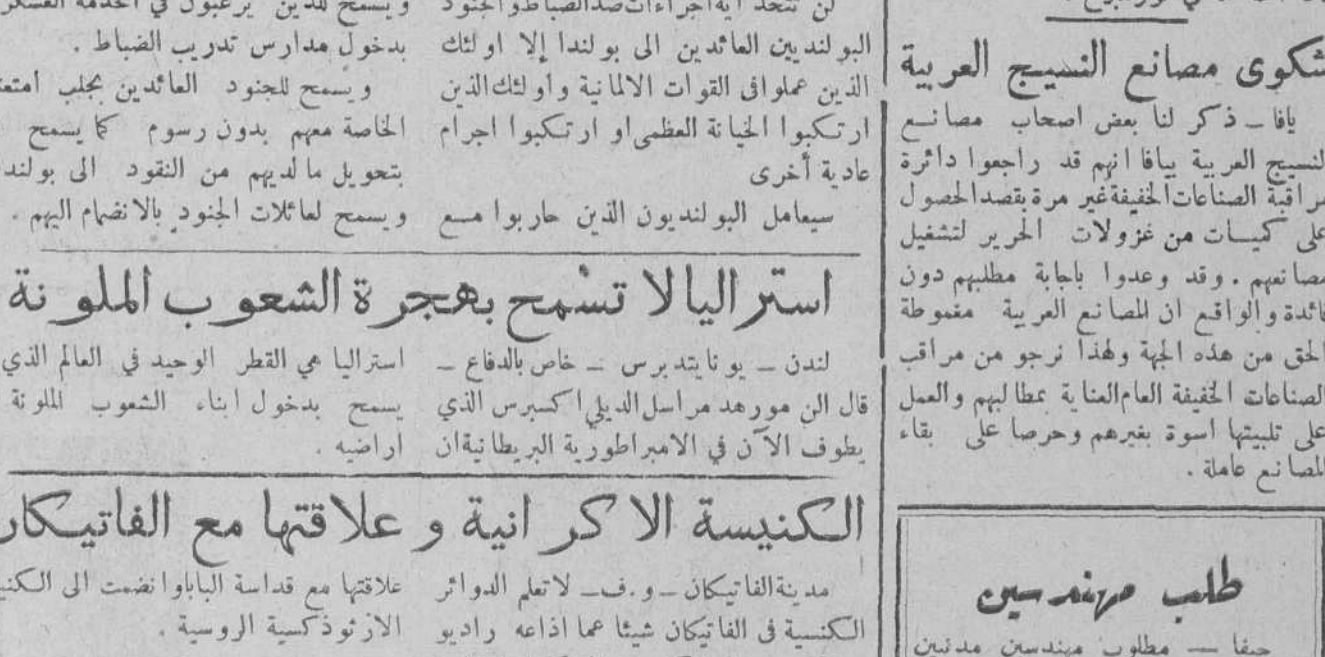 شكوى مصانع النسيج العربية
يافا ــ ذكر لنا بعض اصحاب مصانع
النسيج العربية بيافا انهم قد راجعوا دائرة
مراقبة الصناعات الخفيفة غير مرة بقصد الحصول
على كميات من غزولات الحرير لتشغيل
مصانعهم . وقد وعدوا باجابة مطلبهم دون
فائدة والواقع ان المصانع العربية مغموطة
الحق من هذه الجهة ولهذا نرجو من مراقب
الصناعات الخفيفة العام العناية بمطالبهم والعمل
على تلبيتها اسوة بغيرهم وحرصا على بقاء
المصانع عاملة .
طلب مهندسين
حيفا ــ مطلوب مهندسين مدنيين
لن تتخذ اية اجراءات ضد الضباط والجنود
البولنديين العائدين الى بولندا إلا اولئك
الذين عملوا في القوات الالمانية واولئك الذين
ارتكبوا الخيانة العظمى او ارتكبوا اجرام
عادية أخرى
سيعامل البولنديون الذين حاربوا مع
ويسمح للذين يرغبون في الخدمة
بدخول مدارس تدريب الضباط .
ويسمح للجنود العائدين بجلب
الخاصة معهم بدون رسوم كما يسمح
بتحويل ما لديهم من النقود الى
ويسمح لعائلات الجنود بالانضمام اليهم .
استراليا لا تسمح بهجرة الشعوب الملونة
لندن ــ يونايتد برس ــ خاص بالدفاع ــ
قال الن مورهد مراسل الديلي اكسبرس الذي
يطوف الآن في الامبراطورية البريطانية ان
استراليا هي القطر الوحيد في العالم الذي
يسمح بدخول ابناء الشعوب الملونة
اراضيه .
الكنيسة الاكرانية وعلاقتها مع الفاتيكان
مدينة الفاتيكان ــ و.ف ــ لا تعلم الدوائر
الكنسية في الفاتيكان شيئا عما اذاعه راديو
علاقتها مع قداسة البابا وانضمت الى
الارثوذكسية الروسية .